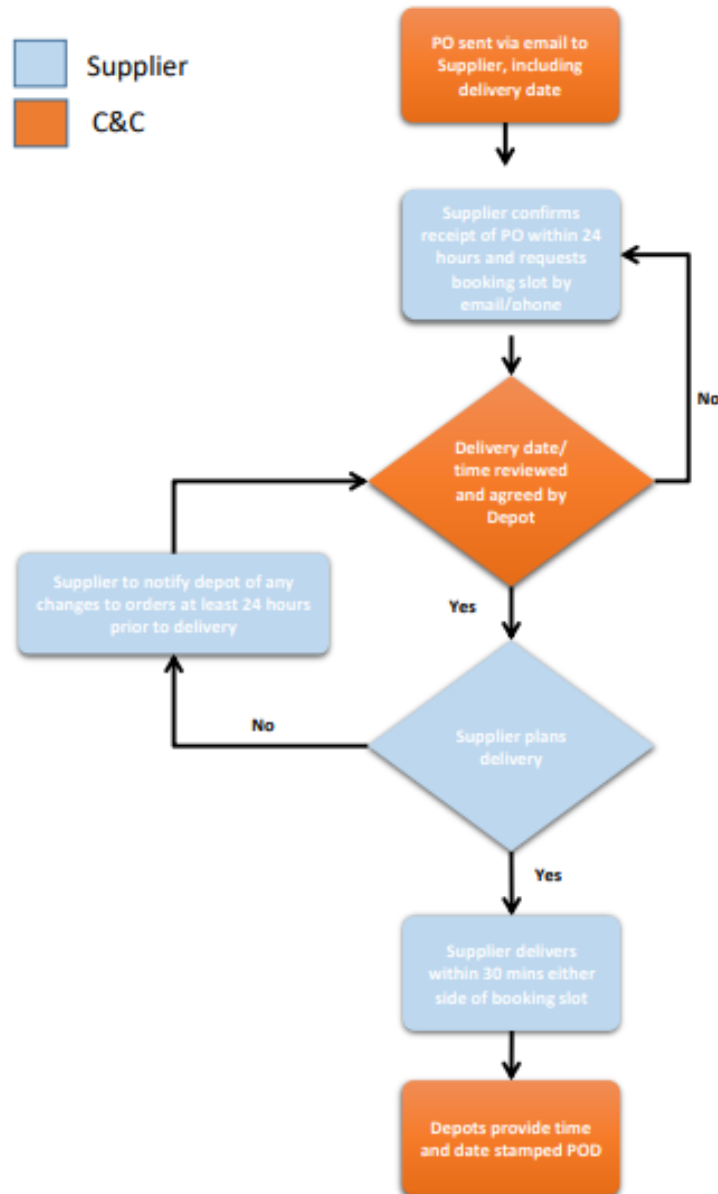 Supplier
C&C
PO sent via email to
Supplier, including
delivery date
Supplier confirms
receipt of PO within 24
hours and requests
booking slot by
email/phone
No
Delivery date/
time reviewed
and agreed by
Depot
Supplier to notify depot of any
changes to orders at least 24 hours
prior to delivery
Yes
No
Supplier plans
delivery
Yes
Supplier delivers
within 30 mins either
side of booking slot
Depots provide time
and date stamped POD